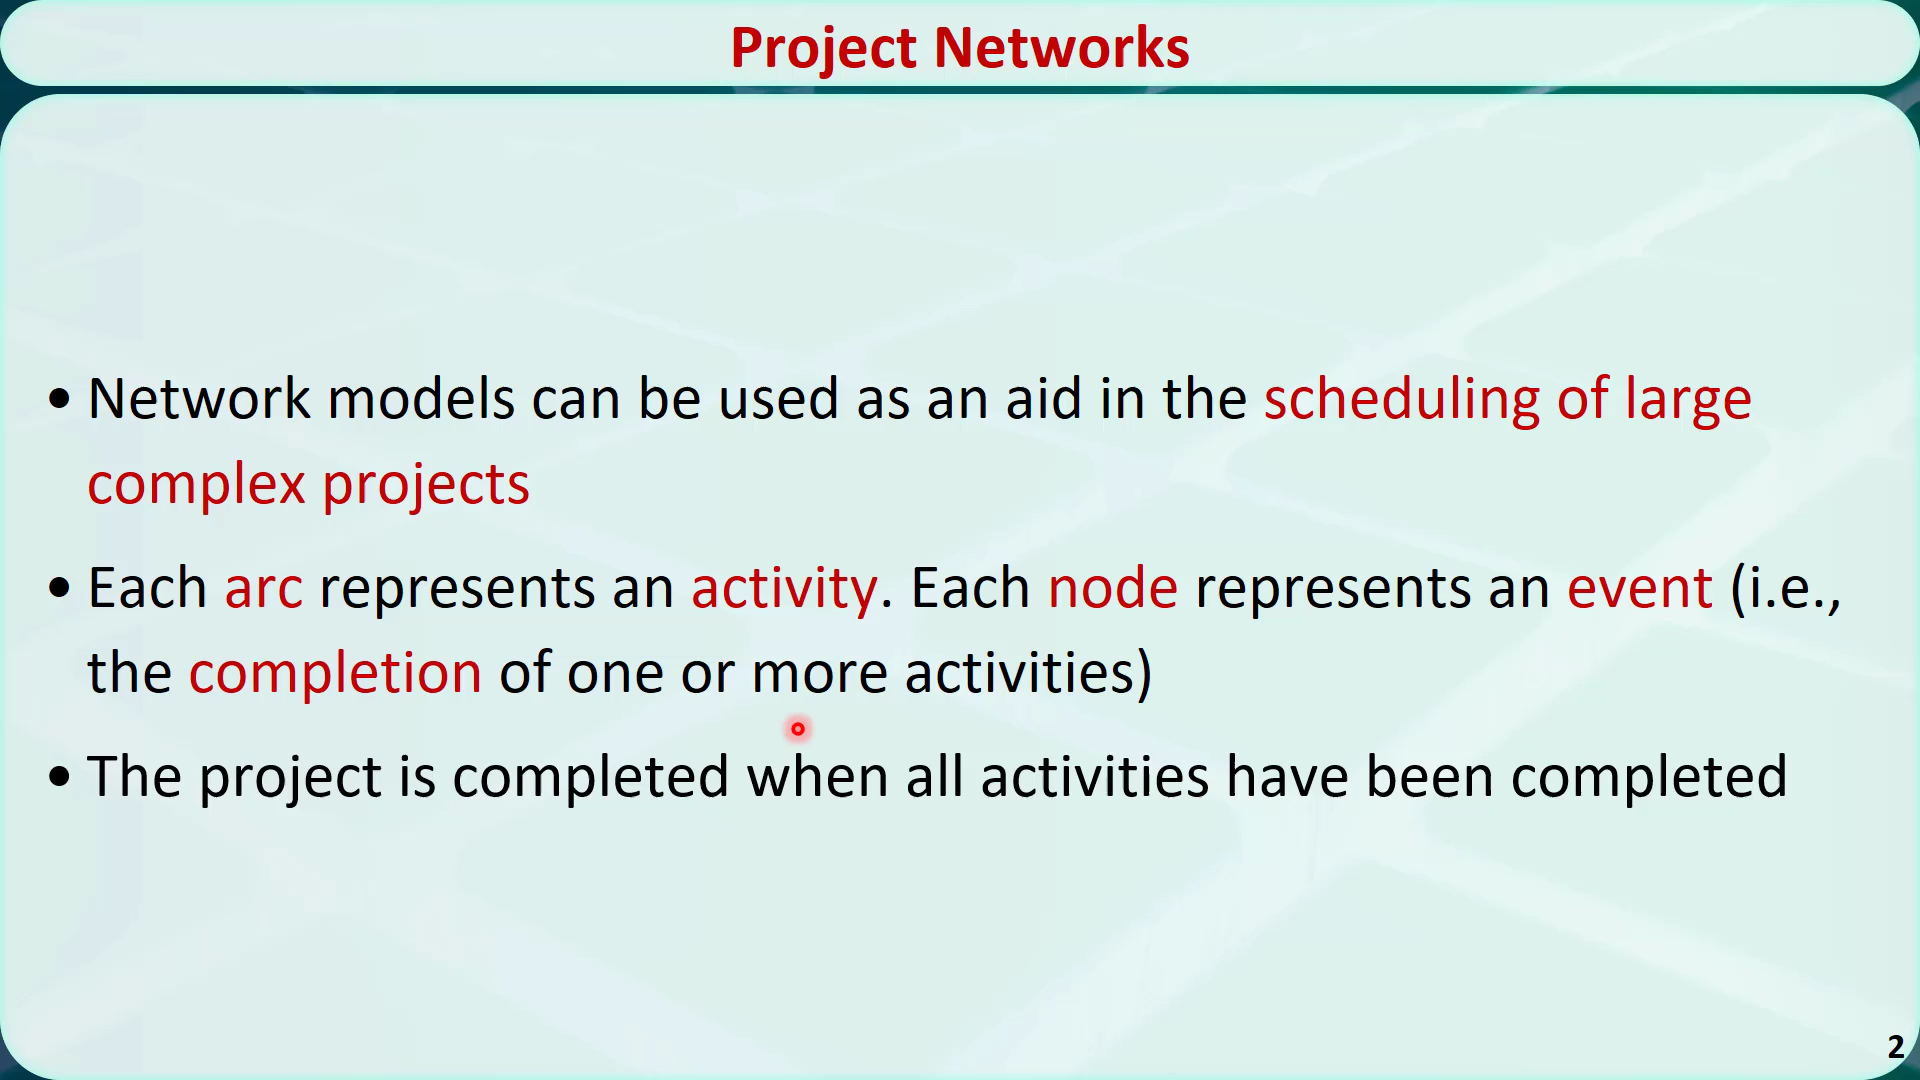 Project Networks
• Network models can be used as an aid in the scheduling of large
complex projects
• Each arc represents an activity. Each node represents an event (i.e.,
the completion of one or more activities)
• The project is completed when all activities have been completed
2